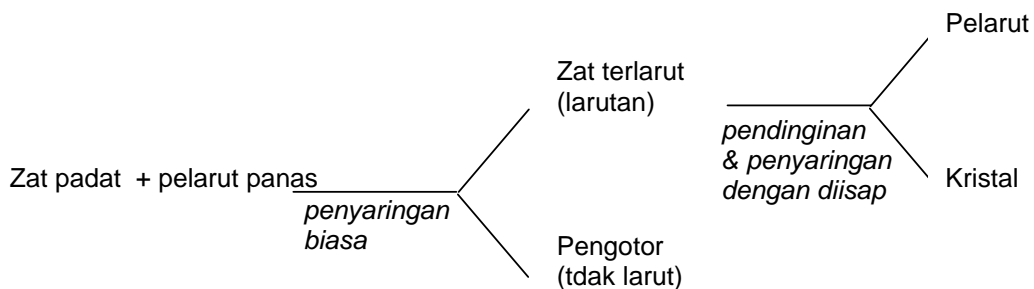 Zat padat + pelarut panas
penyaringan
biasa
Zat terlarut
(larutan)
Pengotor
(tdak larut)
pendinginan
& penyaringan
dengan diisap
Pelarut
Kristal